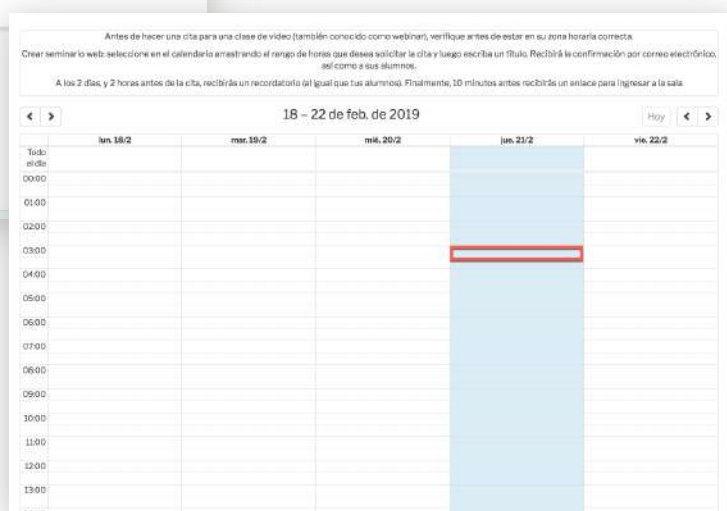 Antes de hacer una cita para una clase de video (también conocido como webinar), verifique antes de estar en su zona horaria correcta.
Crear seminario web: seleccione en el calendario arrastrando el rango de horas que desea solicitar la cita y luego escriba un título. Recibirá la confirmación por correo electrónico,
así como a sus alumnos.
A los 2 días, y 2 horas antes de la cita, recibirás un recordatorio (al igual que tus alumnos). Finalmente, 10 minutos antes recibirás un enlace para ingresar a la sala
18 – 22 de feb. de 2019
Hoy
lun. 18/2 mar. 19/2 mié. 20/2 jue. 21/2 vie. 22/2
Todo
el día
00:00
01:00
02:00
03:00
04:00
05:00
06:00
07:00
08:00
09:00
10:00
11:00
12:00
13:00